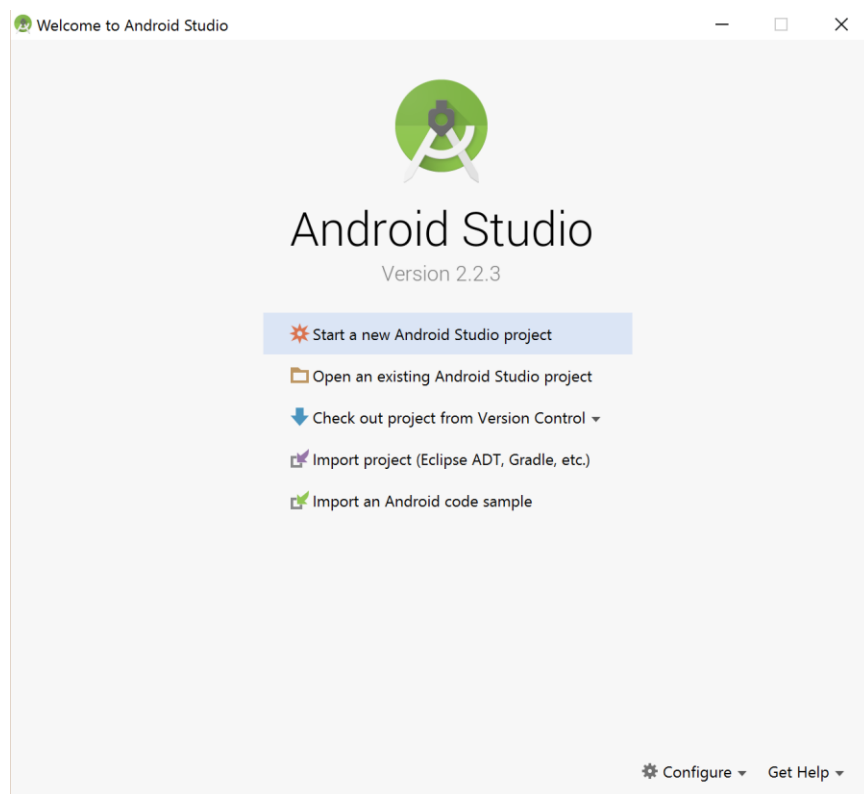 Welcome to Android Studio
Android Studio
Version 2.2.3
Start a new Android Studio project
Open an existing Android Studio project
Check out project from Version Control
Import project (Eclipse ADT, Gradle, etc.)
Import an Android code sample
Configure Get Help